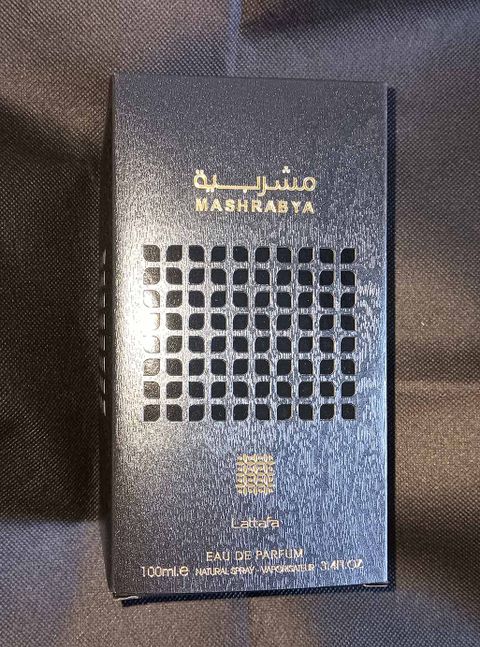 مشربية
MASHRABYA
Lattafa
EAU DE PARFUM
100ml.e NATURAL SPRAY - VAPORISATEUR 3.4FL.OZ